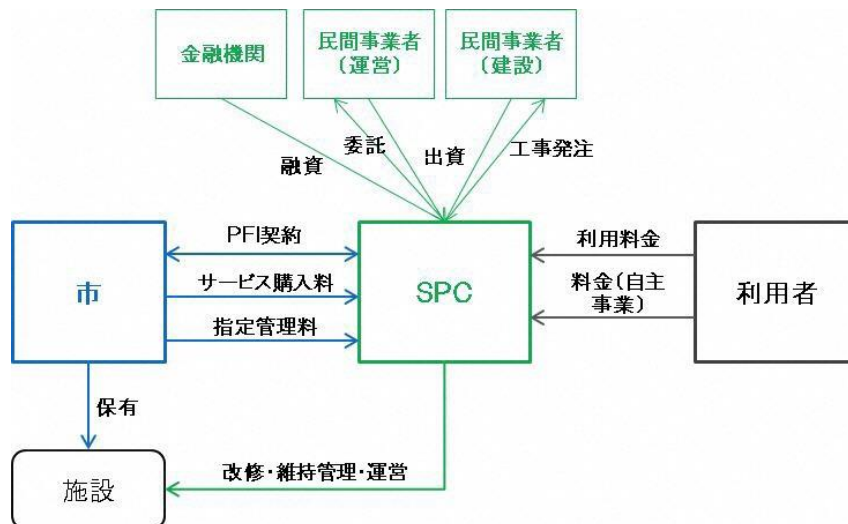 金融機関
民間事業者
(運営)
民間事業者
(建設)
融資
委託
出資
工事発注
市
PFI契約
サービス購入料
指定管理料
SPC
利用料金
料金(自主
事業)
利用者
保有
施設
改修・維持管理・運営